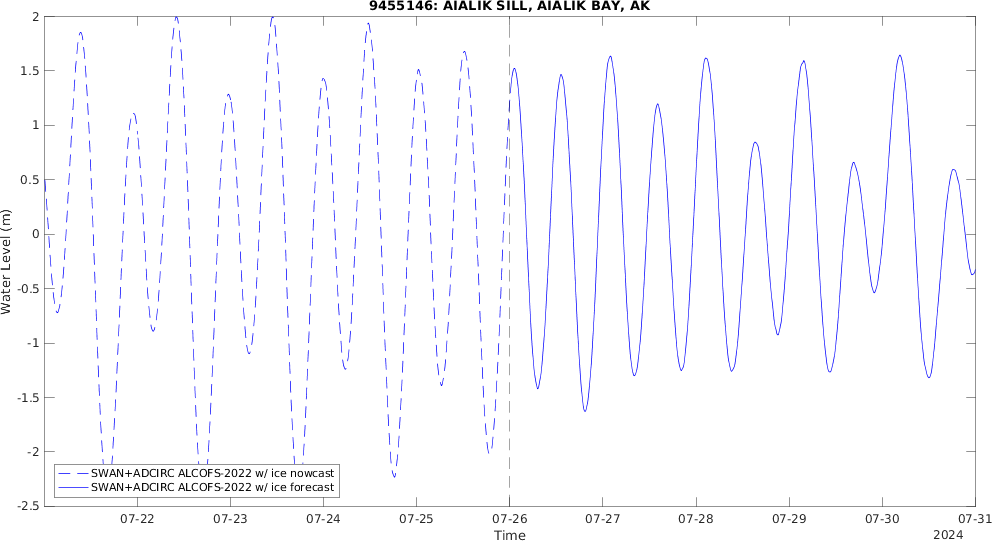 9455146: AIALIK SILL, AIALIK BAY, AK
Water Level (m)
2
1.5
1
0.5
0
-0.5
-1
-1.5
-2
-2.5
SWAN+ADCIRC ALCOFS-2022 w/ ice nowcast
SWAN+ADCIRC ALCOFS-2022 w/ ice forecast
07-22 07-23 07-24 07-25 07-26 07-27 07-28 07-29 07-30 07-31
Time
2024